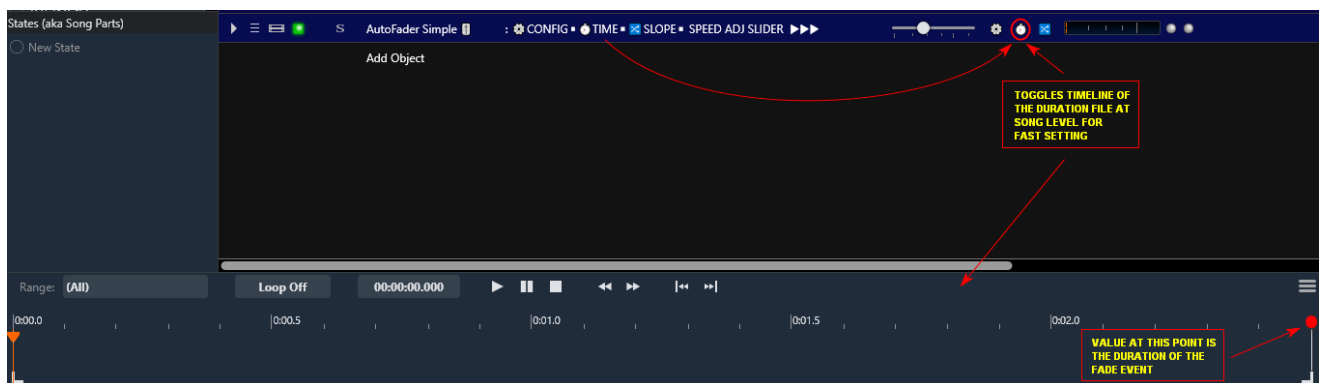 States (aka Song Parts)
New State
S AutoFader Simple : CONFIG ▪ TIME ▪ SLOPE ▪ SPEED ADJ SLIDER ▶▶▶
Add Object
TOGGLES TIMELINE OF
THE DURATION FILE AT
SONG LEVEL FOR
FAST SETTING
Range: (All) Loop Off 00:00:00.000
0:00.0 0:00.5 0:01.0 0:01.5 0:02.0
VALUE AT THIS POINT IS
THE DURATION OF THE
FADE EVENT